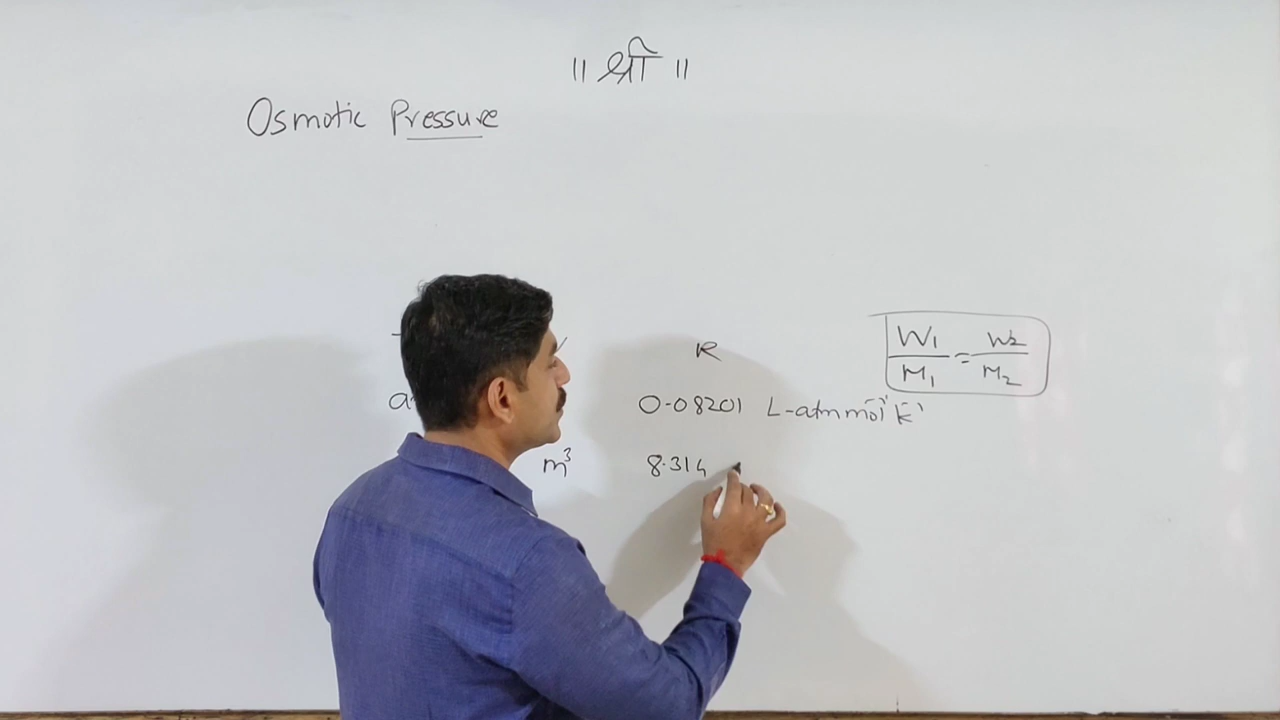 ॥ श्री ॥
Osmotic Pressure
R
W₁/M₁ = W₂/M₂
0.08201 L-atm mol⁻¹ K⁻¹
m³ 8.314